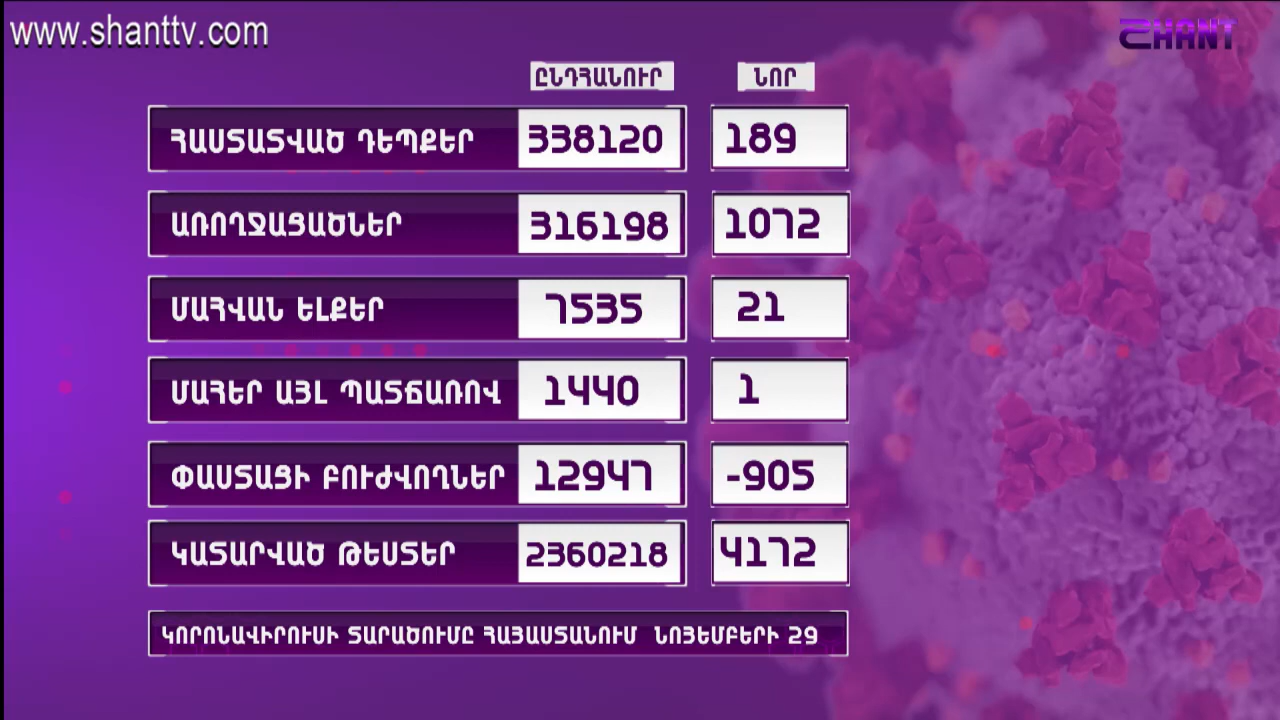 www.shanttv.com
SHANT
ԸՆԴՀԱՆՈՒՐ ՆՈՐ
ՀԱՍՏԱՏՎԱԾ ԴԵՊՔԵՐ 338120 189
ԱՌՈՂՋԱՑԱԾՆԵՐ 316198 1072
ՄԱՀՎԱՆ ԵԼՔԵՐ 7535 21
ՄԱՀԵՐ ԱՅԼ ՊԱՏՃԱՌՈՎ 1440 1
ՓԱՍՏԱՑԻ ԲՈՒԺՎՈՂՆԵՐ 12947 -905
ԿԱՏԱՐՎԱԾ ԹԵՍՏԵՐ 2360218 4172
ԿՈՐՈՆԱՎԻՐՈՒՍԻ ՏԱՐԱԾՈՒՄԸ ՀԱՅԱՍՏԱՆՈՒՄ ՆՈՅԵՄԲԵՐԻ 29